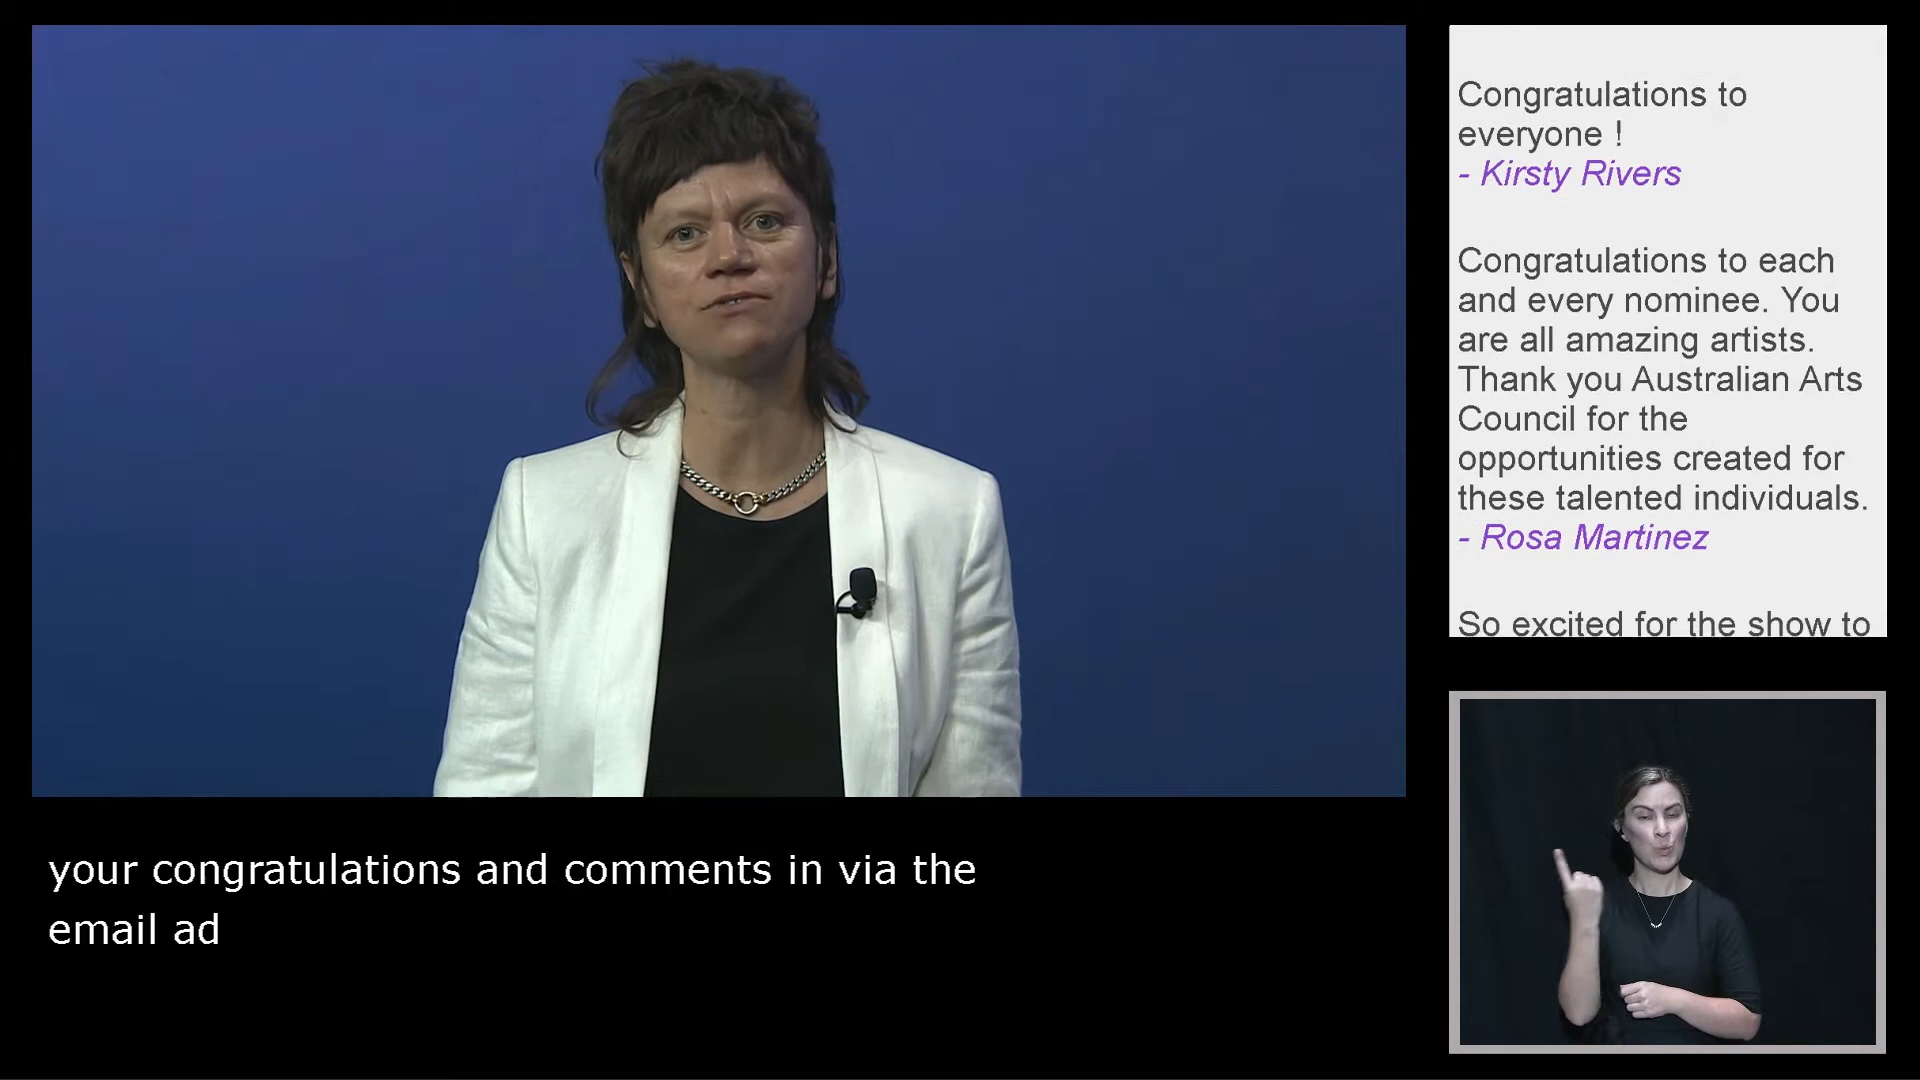 Congratulations to
everyone !
- Kirsty Rivers
Congratulations to each
and every nominee. You
are all amazing artists.
Thank you Australian Arts
Council for the
opportunities created for
these talented individuals.
- Rosa Martinez
So excited for the show to
your congratulations and comments in via the
email ad